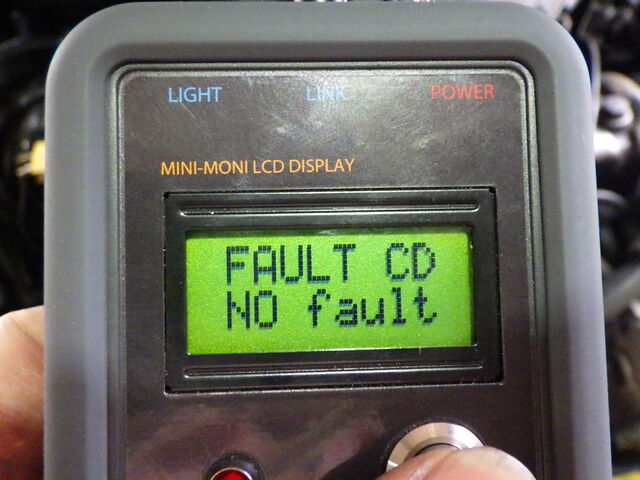 LIGHT LINK POWER
MINI-MONI LCD DISPLAY
FAULT CD
NO fault